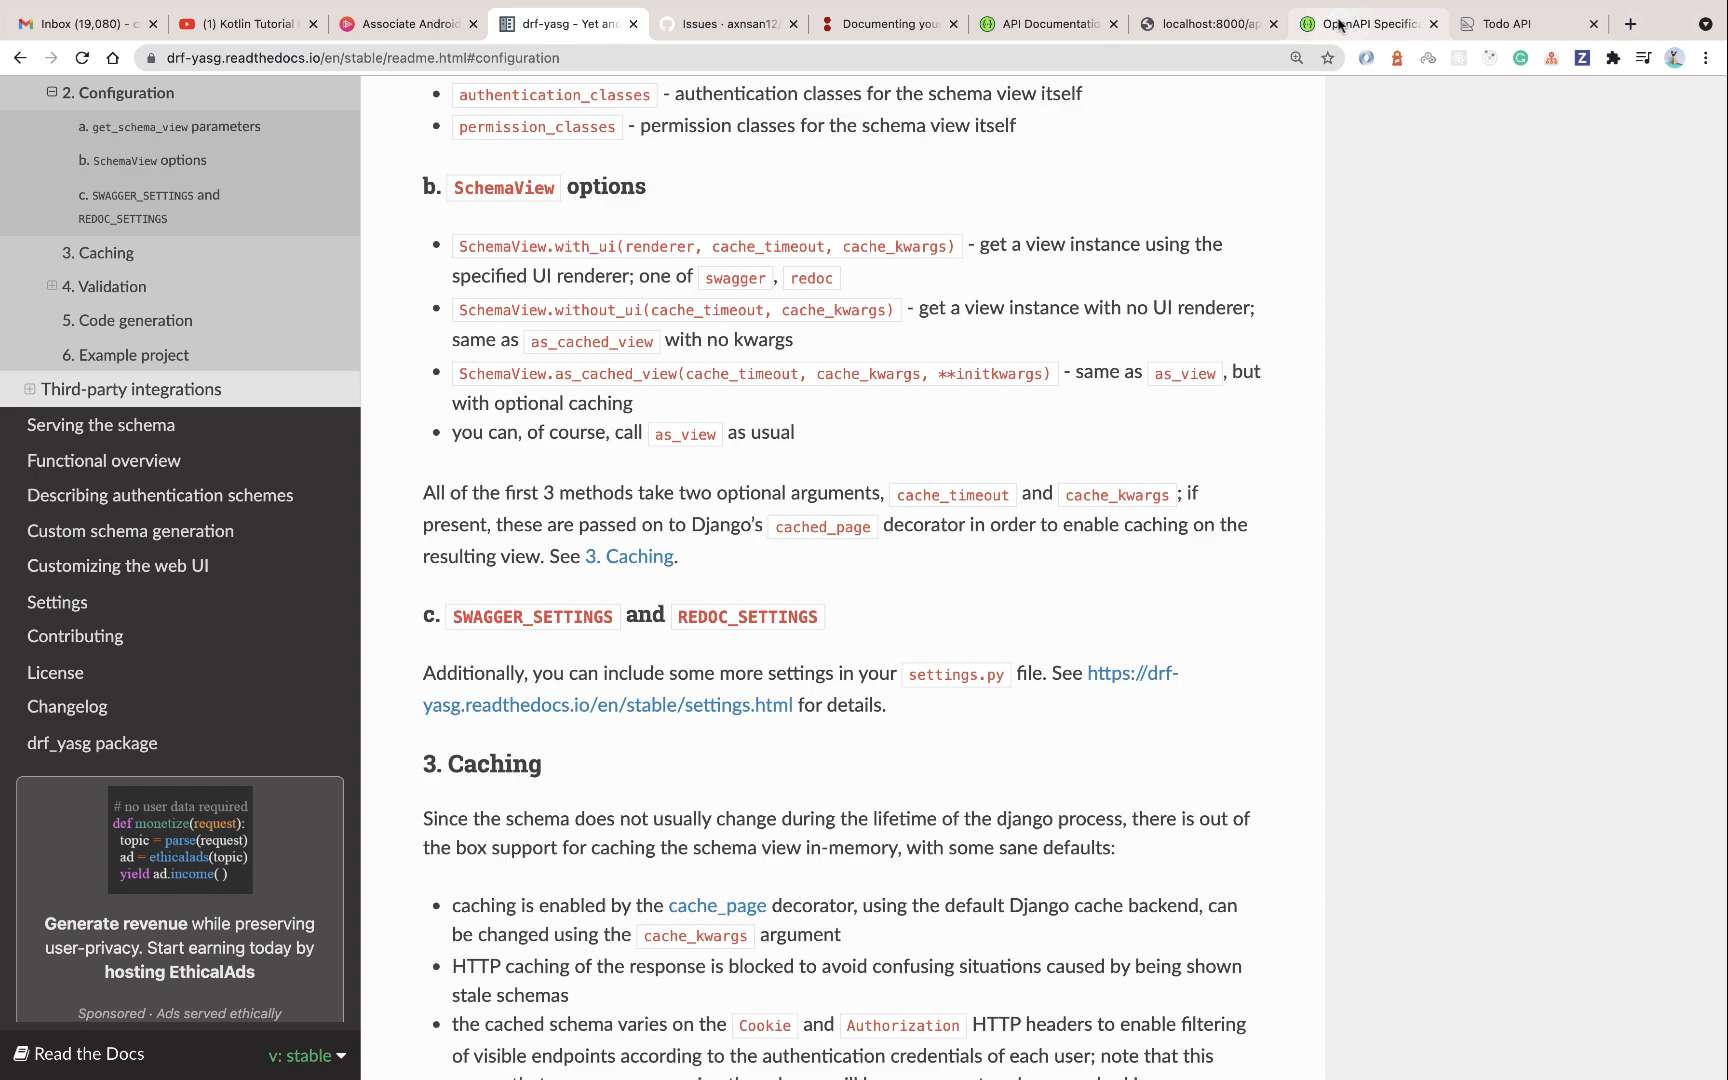 Inbox (19,080) - c
(1) Kotlin Tutorial
Associate Android
drf-yasg - Yet and
Issues · axnsan12/
Documenting your
API Documentatio
localhost:8000/ap
OpenAPI Specific
Todo API
drf-yasg.readthedocs.io/en/stable/readme.html#configuration
2. Configuration
a. get_schema_view parameters
b. SchemaView options
c. SWAGGER_SETTINGS and
REDOC_SETTINGS
3. Caching
4. Validation
5. Code generation
6. Example project
Third-party integrations
Serving the schema
Functional overview
Describing authentication schemes
Custom schema generation
Customizing the web UI
Settings
Contributing
License
Changelog
drf_yasg package
# no user data required
def monetize(request):
topic = parse(request)
ad = ethicalads(topic)
yield ad.income( )
Generate revenue while preserving
user-privacy. Start earning today by
hosting EthicalAds
Sponsored · Ads served ethically
Read the Docs
v: stable
• authentication_classes - authentication classes for the schema view itself
• permission_classes - permission classes for the schema view itself
b. SchemaView options
• SchemaView.with_ui(renderer, cache_timeout, cache_kwargs) - get a view instance using the
specified UI renderer; one of swagger, redoc
• SchemaView.without_ui(cache_timeout, cache_kwargs) - get a view instance with no UI renderer;
same as as_cached_view with no kwargs
• SchemaView.as_cached_view(cache_timeout, cache_kwargs, **initkwargs) - same as as_view, but
with optional caching
• you can, of course, call as_view as usual
All of the first 3 methods take two optional arguments, cache_timeout and cache_kwargs; if
present, these are passed on to Django’s cached_page decorator in order to enable caching on the
resulting view. See 3. Caching.
c. SWAGGER_SETTINGS and REDOC_SETTINGS
Additionally, you can include some more settings in your settings.py file. See https://drf-
yasg.readthedocs.io/en/stable/settings.html for details.
3. Caching
Since the schema does not usually change during the lifetime of the django process, there is out of
the box support for caching the schema view in-memory, with some sane defaults:
• caching is enabled by the cache_page decorator, using the default Django cache backend, can
be changed using the cache_kwargs argument
• HTTP caching of the response is blocked to avoid confusing situations caused by being shown
stale schemas
• the cached schema varies on the Cookie and Authorization HTTP headers to enable filtering
of visible endpoints according to the authentication credentials of each user; note that this